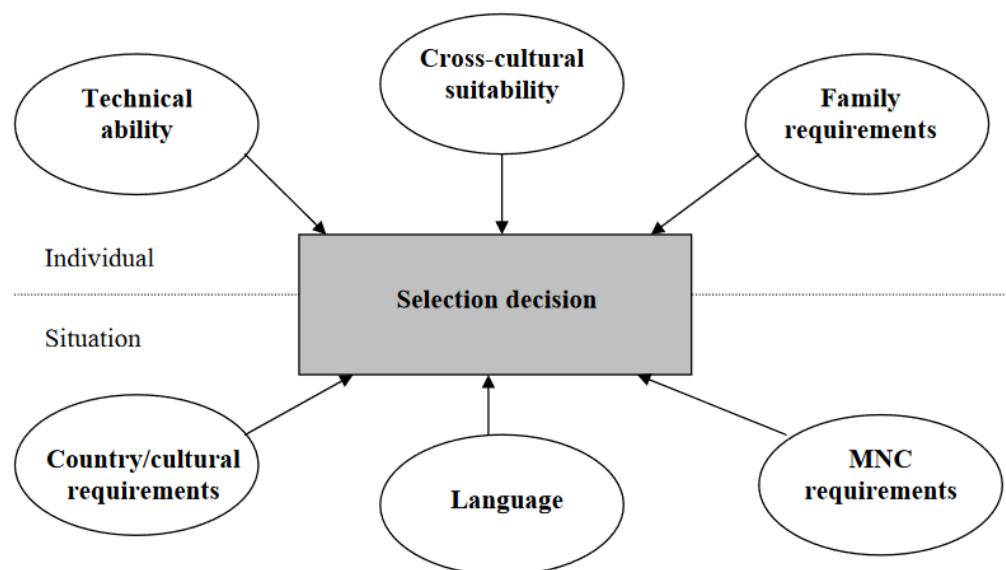 Technical
ability
Cross-cultural
suitability
Family
requirements
Individual
Selection decision
Situation
Country/cultural
requirements
Language
MNC
requirements